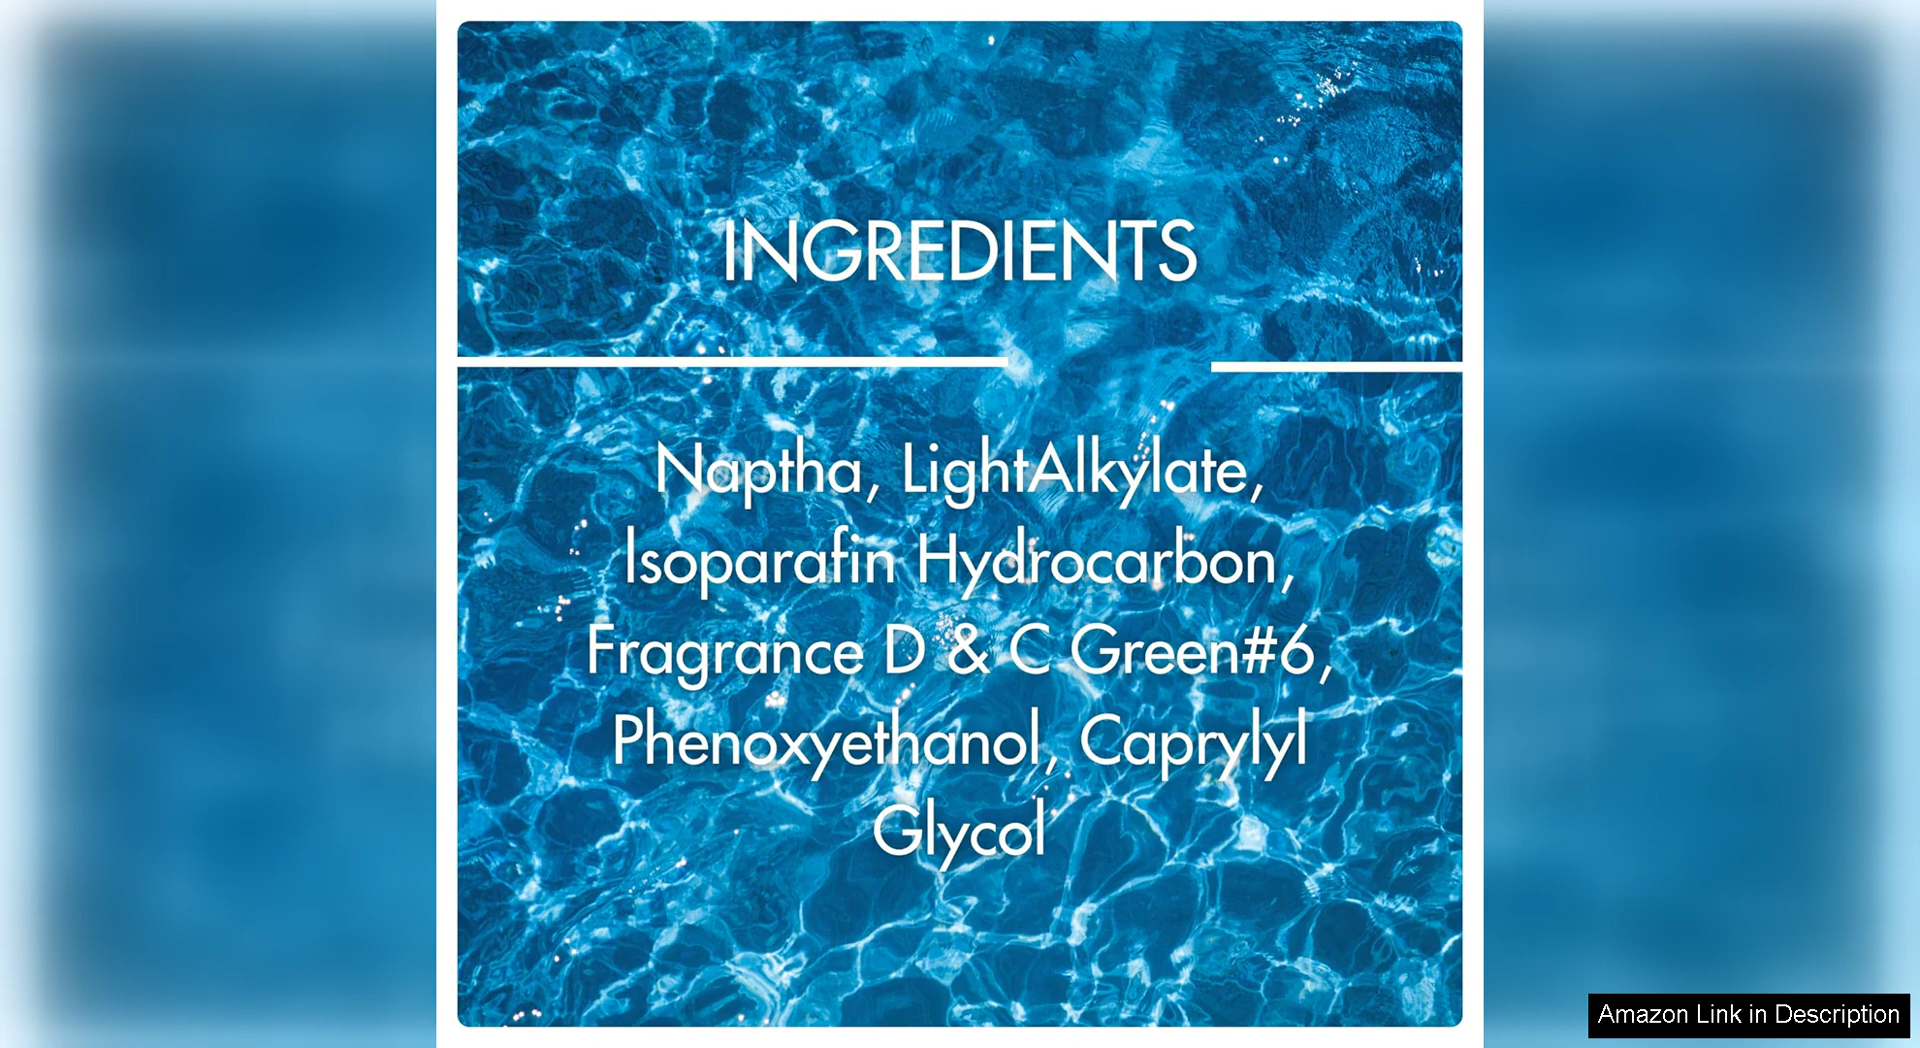 INGREDIENTS
Naptha, LightAlkylate,
Isoparafin Hydrocarbon,
Fragrance D & C Green#6,
Phenoxyethanol, Caprylyl
Glycol
Amazon Link in Description